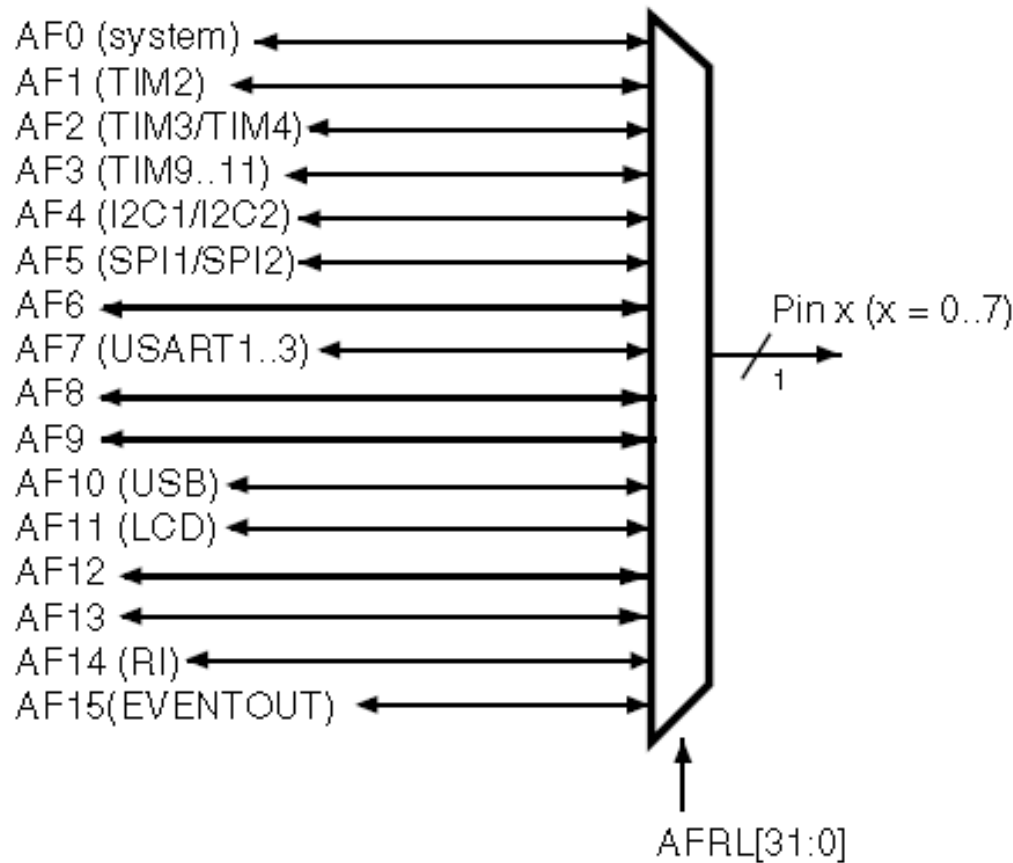 AF0 (system)
AF1 (TIM2)
AF2 (TIM3/TIM4)
AF3 (TIM9..11)
AF4 (I2C1/I2C2)
AF5 (SPI1/SPI2)
AF6
Pin x (x = 0..7)
AF7 (USART1..3)
1
AF8
AF9
AF10 (USB)
AF11 (LCD)
AF12
AF13
AF14 (RI)
AF15(EVENTOUT)
AFRL[31:0]